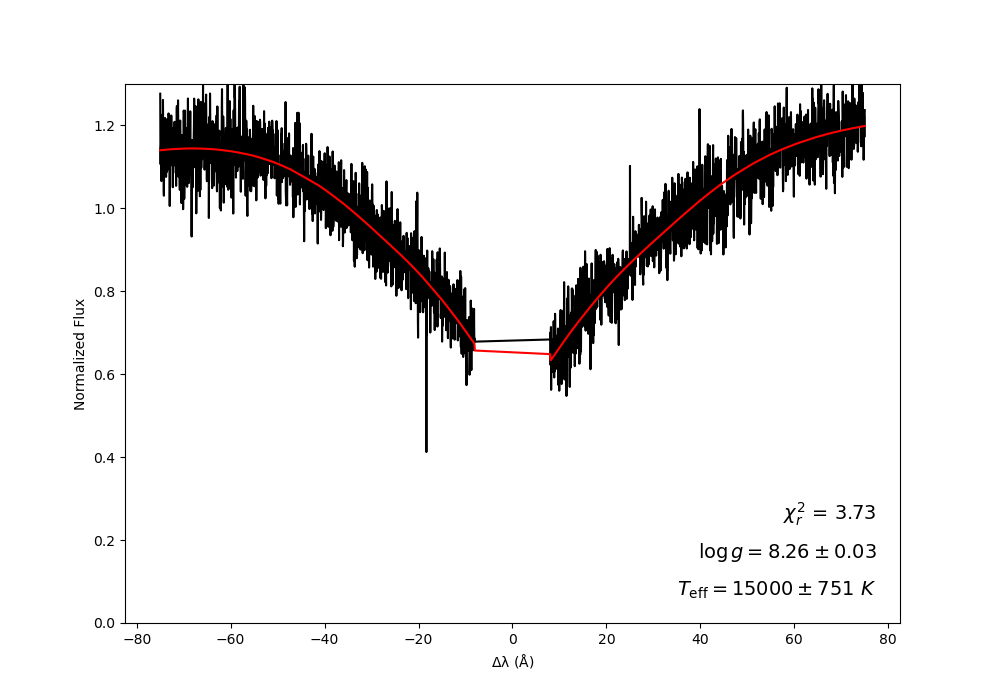 1.2
1.0
0.8
0.6
0.4
0.2
0.0
Normalized Flux
χ²ᵣ = 3.73
log g = 8.26 ± 0.03
T_eff = 15000 ± 751 K
−80 −60 −40 −20 0 20 40 60 80
Δλ (Å)